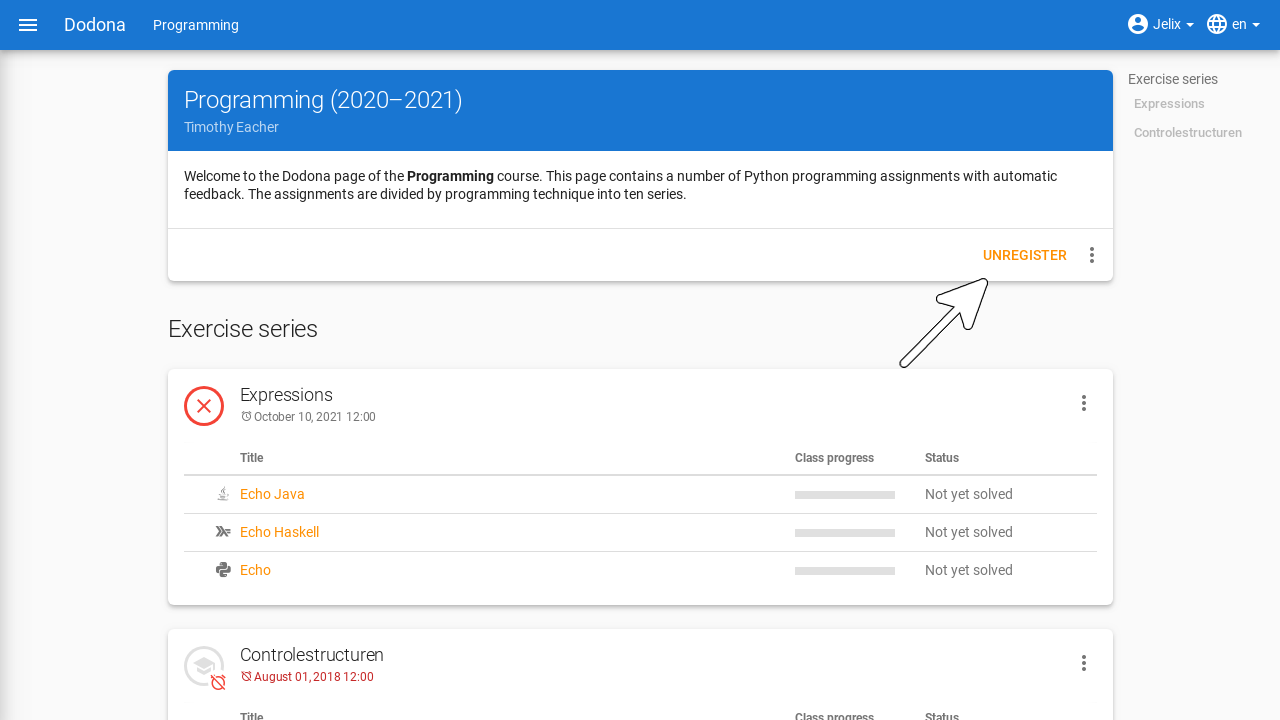 Dodona Programming Jelix en
Programming (2020–2021)
Timothy Eacher
Exercise series
Expressions
Controlestructuren
Welcome to the Dodona page of the Programming course. This page contains a number of Python programming assignments with automatic
feedback. The assignments are divided by programming technique into ten series.
UNREGISTER
Exercise series
Expressions
October 10, 2021 12:00
Title Class progress Status
Echo Java Not yet solved
Echo Haskell Not yet solved
Echo Not yet solved
Controlestructuren
August 01, 2018 12:00
Title Class progress Status